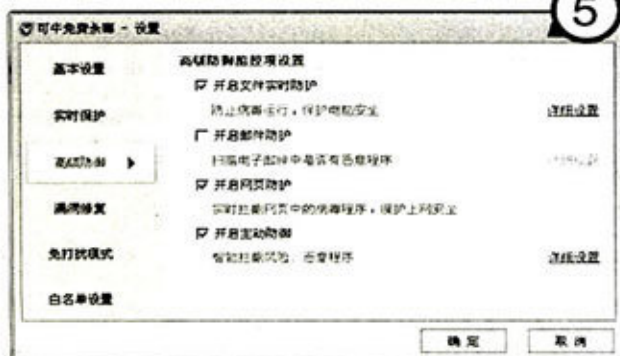 5
可牛免费杀毒 - 设置
基本设置
实时保护
高级防御
漏洞修复
免打扰模式
白名单设置
高级防御监控项设置
开启文件实时防护
防止病毒运行，保护电脑安全
详细设置
开启邮件防护
扫描电子邮件中是否有恶意程序
详细设置
开启网页防护
实时拦截网页中的病毒程序，保护上网安全
开启主动防御
智能拦截风险、恶意程序
详细设置
确 定
取 消